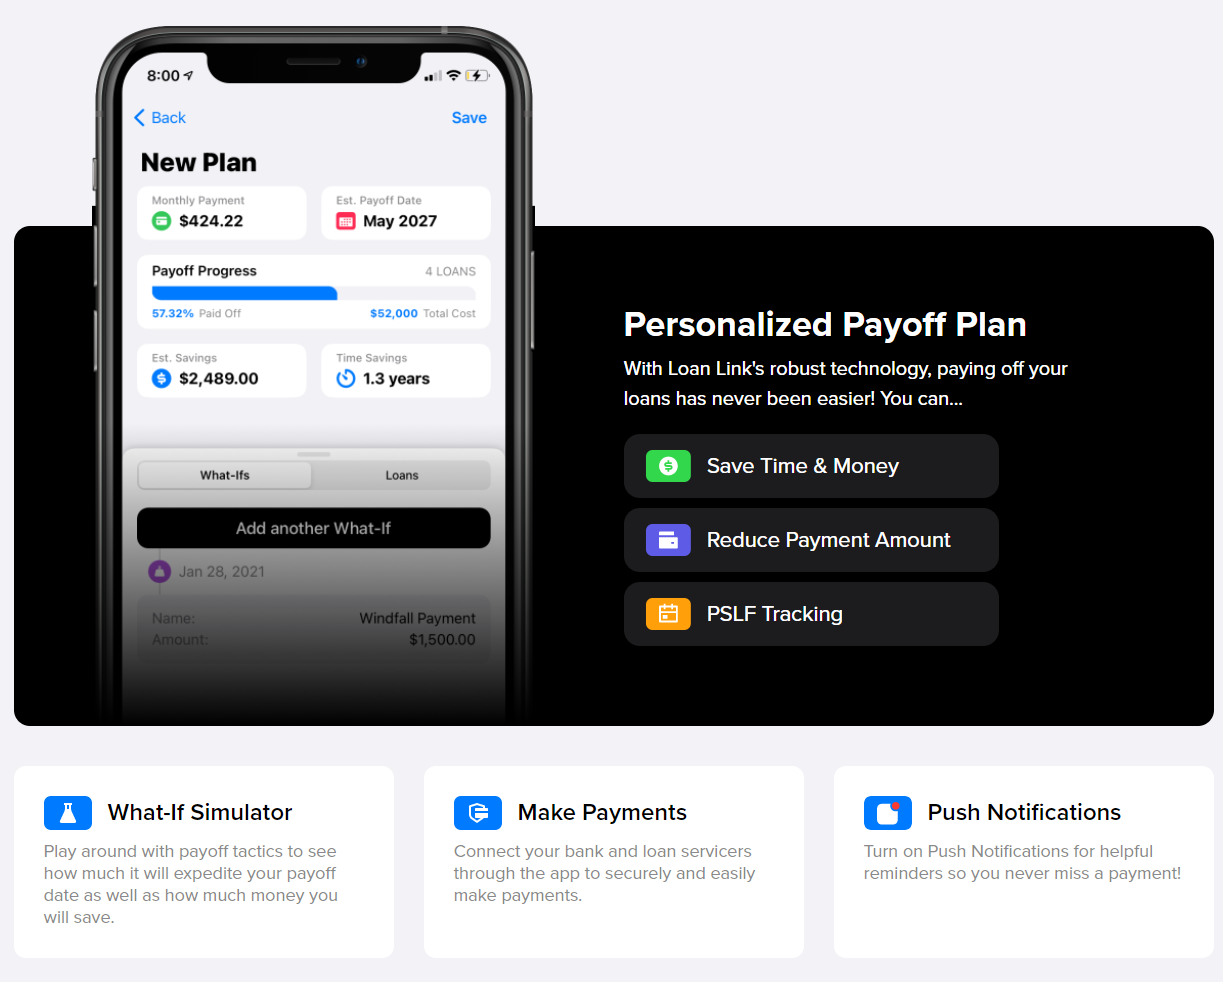 8:00
Back
Save
New Plan
Monthly Payment
$424.22
Est. Payoff Date
May 2027
Payoff Progress
4 LOANS
57.32% Paid Off
$52,000 Total Cost
Est. Savings
$2,489.00
Time Savings
1.3 years
What-Ifs
Loans
Add another What-If
Jan 28, 2021
Name:
Windfall Payment
Amount:
$1,500.00
Personalized Payoff Plan
With Loan Link's robust technology, paying off your
loans has never been easier! You can...
Save Time & Money
Reduce Payment Amount
PSLF Tracking
What-If Simulator
Play around with payoff tactics to see
how much it will expedite your payoff
date as well as how much money you
will save.
Make Payments
Connect your bank and loan servicers
through the app to securely and easily
make payments.
Push Notifications
Turn on Push Notifications for helpful
reminders so you never miss a payment!